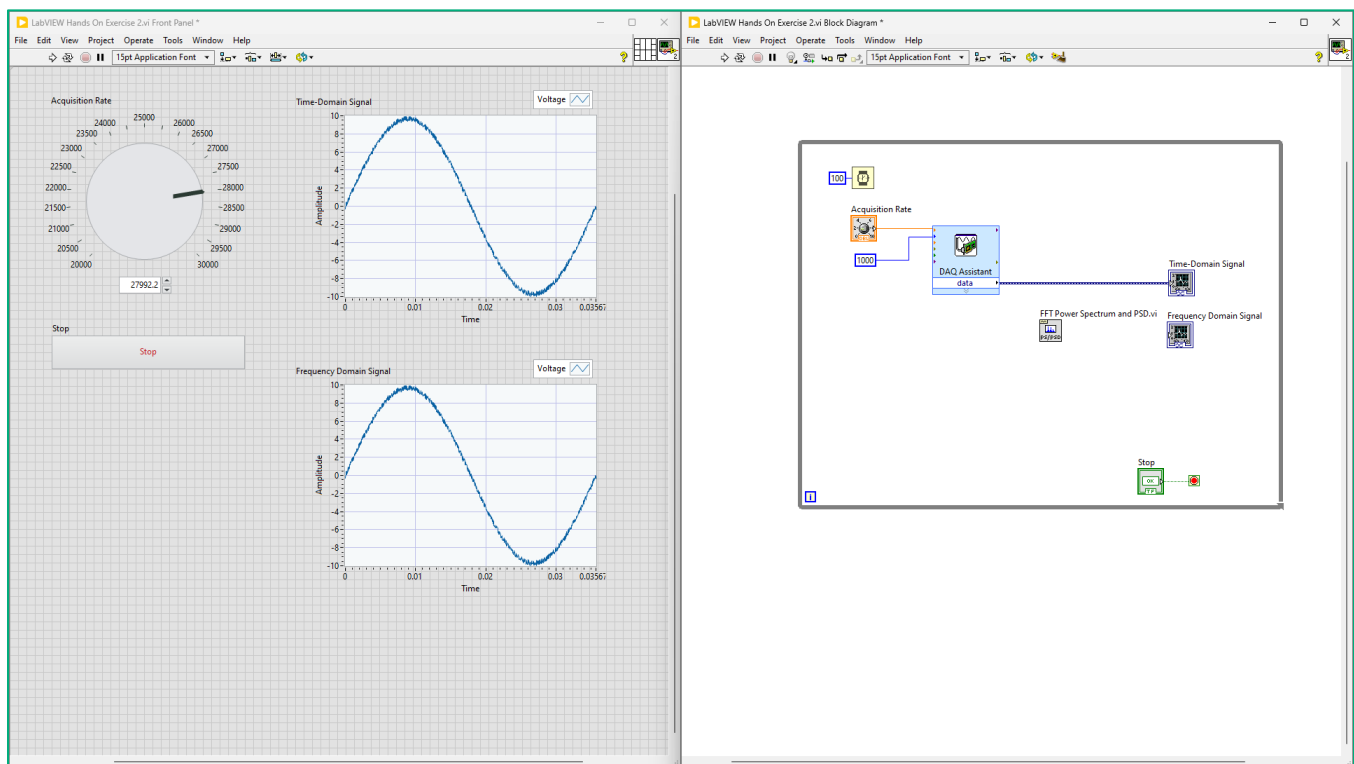 LabVIEW Hands On Exercise 2.vi Front Panel *
File Edit View Project Operate Tools Window Help
15pt Application Font
2
Acquisition Rate
20000
20500
21000
21500
22000
22500
23000
23500
24000
25000
26000
26500
27000
27500
28000
28500
29000
29500
30000
27992.2
Stop
Stop
Time-Domain Signal
Voltage
Amplitude
10
8
6
4
2
0
-2
-4
-6
-8
-10
0 0.01 0.02 0.03 0.03567
Time
Frequency Domain Signal
Voltage
Amplitude
10
8
6
4
2
0
-2
-4
-6
-8
-10
0 0.01 0.02 0.03 0.03567
Time
LabVIEW Hands On Exercise 2.vi Block Diagram *
File Edit View Project Operate Tools Window Help
15pt Application Font
2
100
Acquisition Rate
1000
DAQ Assistant
data
Time-Domain Signal
FFT Power Spectrum and PSD.vi
PS/PSD
Frequency Domain Signal
Stop
OK
TF
i